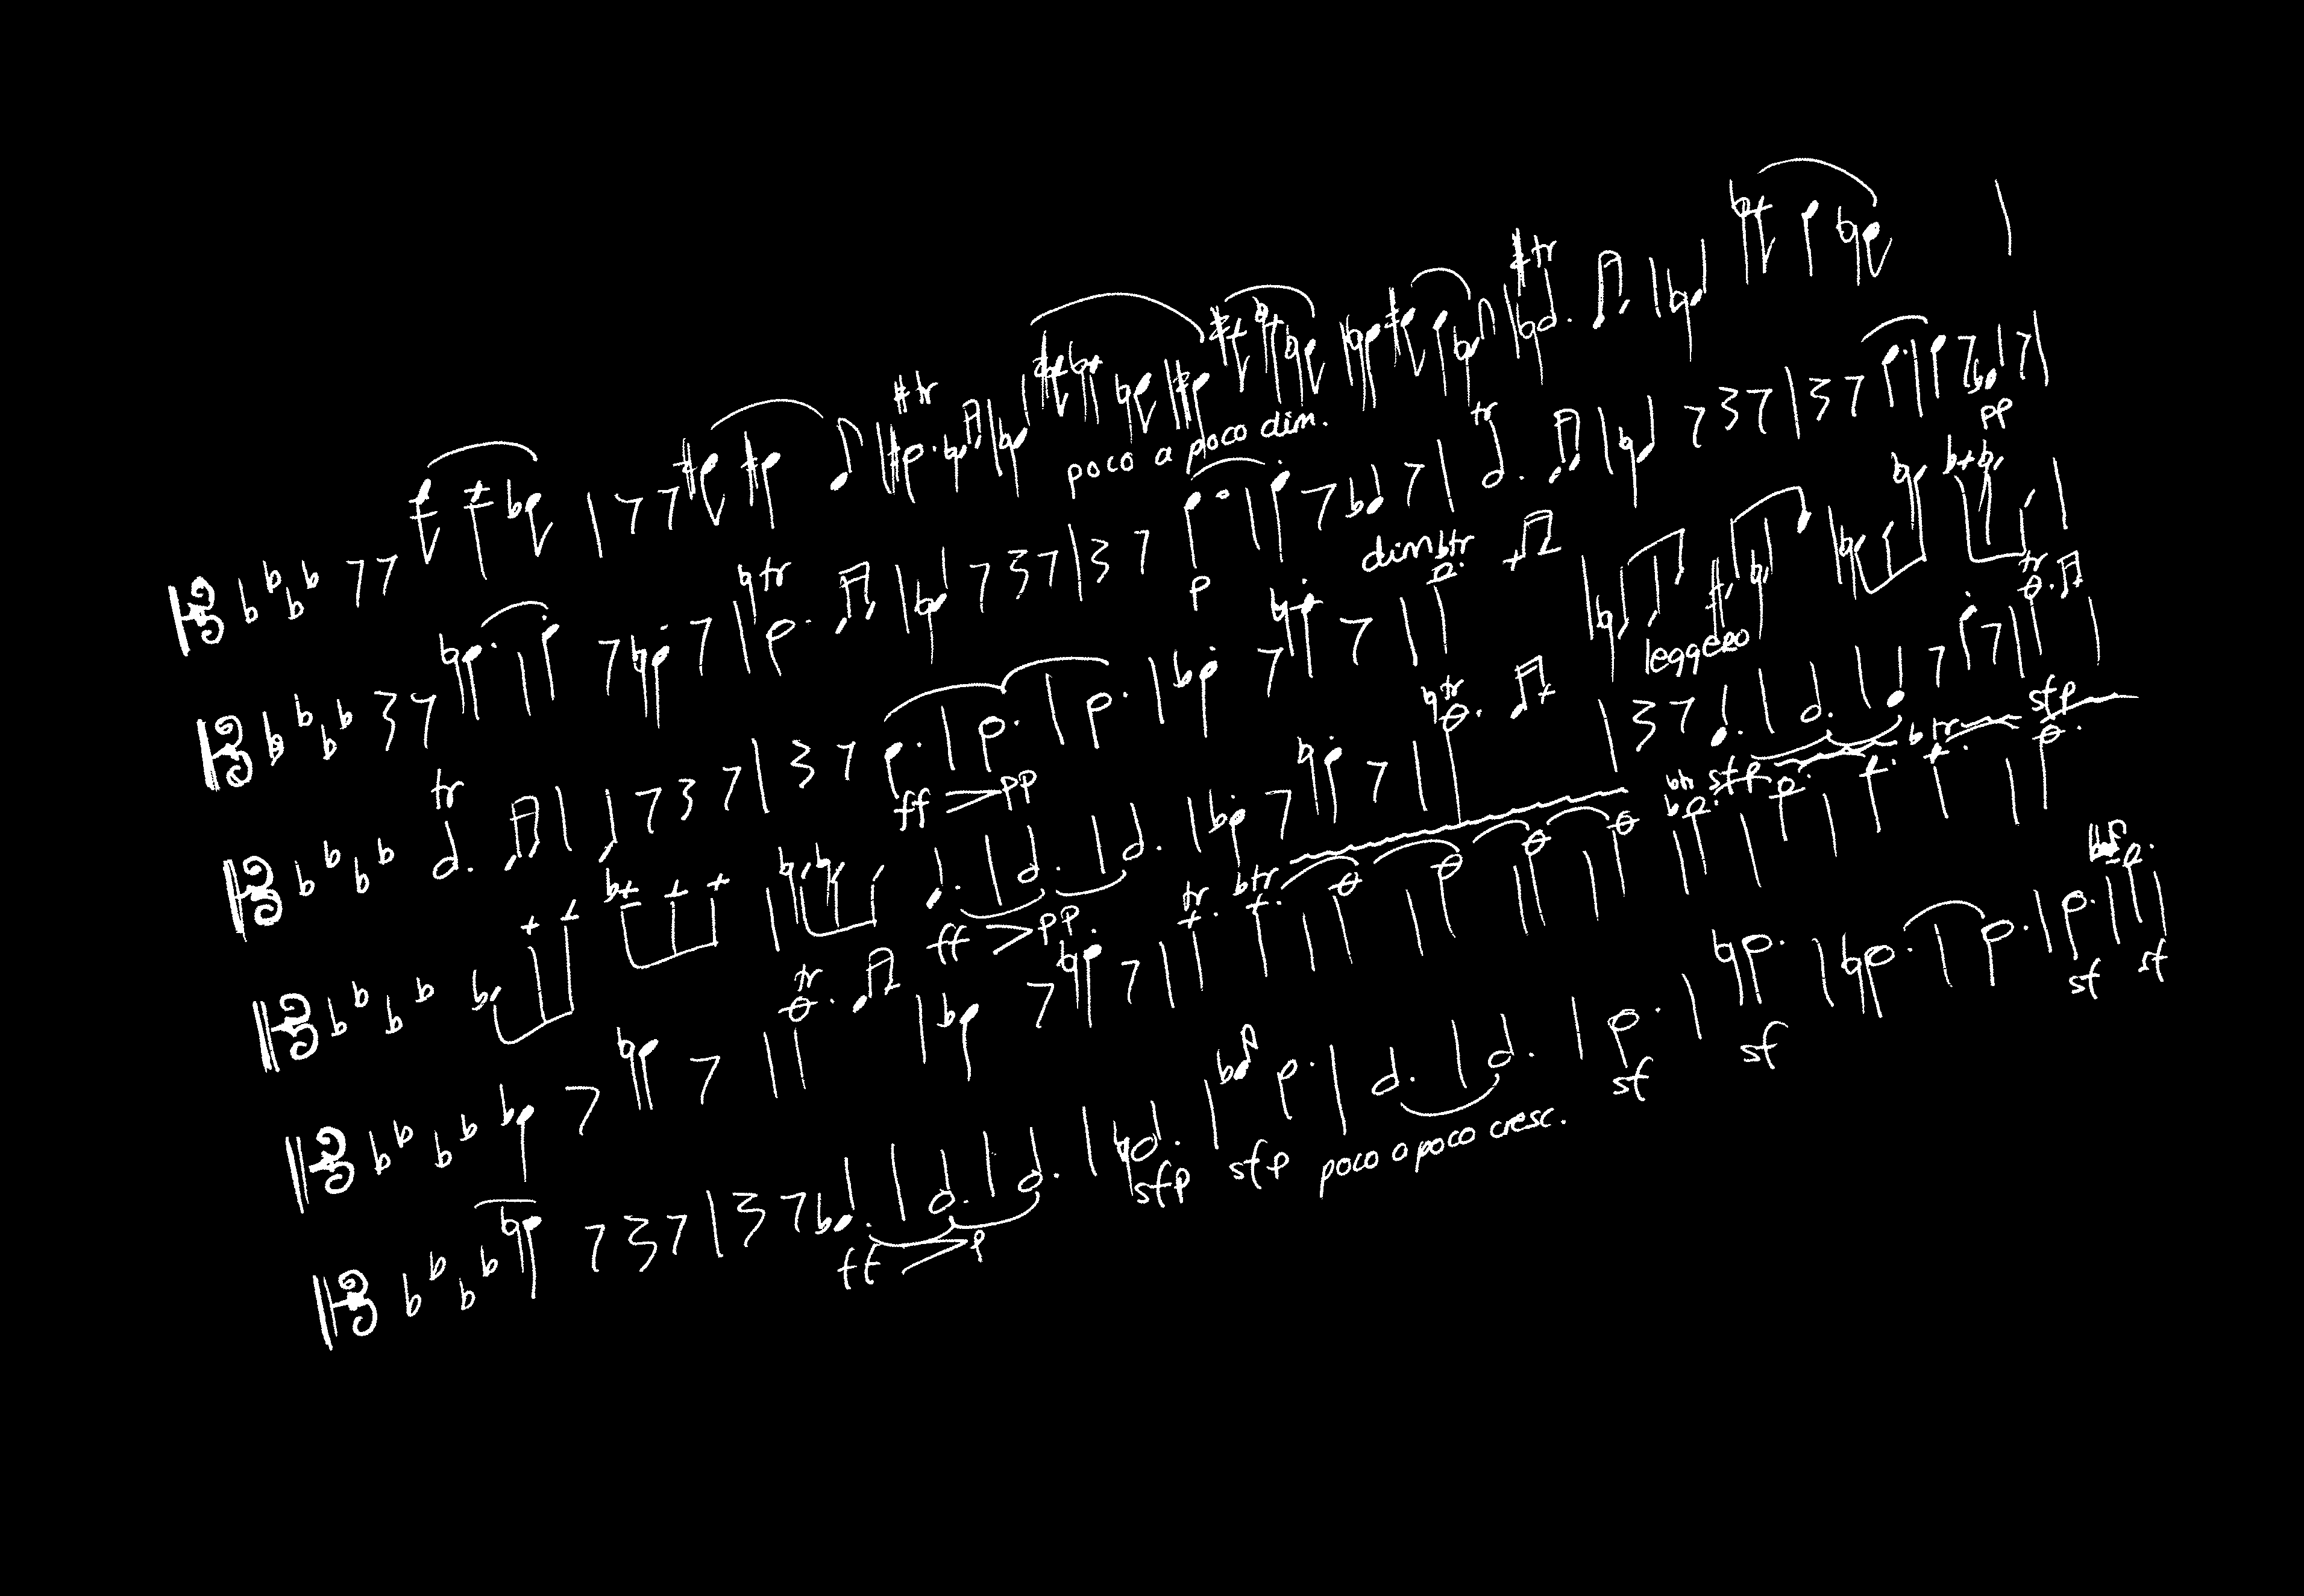 tr
poco a poco dim.
tr
tr
tr
p
pp
tr
ff pp
dim tr
leggero
ff pp.
tr
tr
tr
tr tr
sfp
tr
sfp
ff p
sfp sfp poco a poco cresc.
sf
sf
sf sf